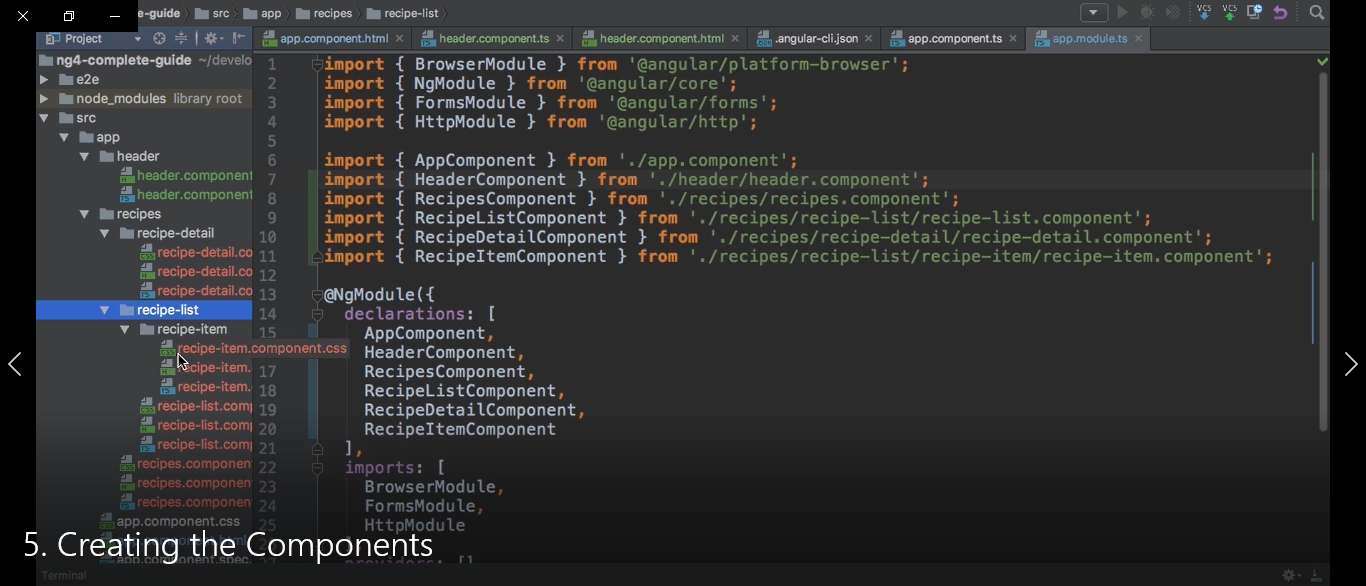 e-guide src app recipes recipe-list
VCS VCS
Project
app.component.html header.component.ts header.component.html .angular-cli.json app.component.ts app.module.ts
ng4-complete-guide ~/develo
e2e
node_modules library root
src
app
header
header.component
header.component
recipes
recipe-detail
recipe-detail.co
recipe-detail.co
recipe-detail.co
recipe-list
recipe-item
recipe-item.component.css
recipe-item.
recipe-item.
recipe-list.comp
recipe-list.comp
recipe-list.comp
recipes.componen
recipes.componen
recipes.componen
app.component.css
app.component.spec.
1 import { BrowserModule } from '@angular/platform-browser';
2 import { NgModule } from '@angular/core';
3 import { FormsModule } from '@angular/forms';
4 import { HttpModule } from '@angular/http';
5
6 import { AppComponent } from './app.component';
7 import { HeaderComponent } from './header/header.component';
8 import { RecipesComponent } from './recipes/recipes.component';
9 import { RecipeListComponent } from './recipes/recipe-list/recipe-list.component';
10 import { RecipeDetailComponent } from './recipes/recipe-detail/recipe-detail.component';
11 import { RecipeItemComponent } from './recipes/recipe-list/recipe-item/recipe-item.component';
12
13 @NgModule({
14 declarations: [
15 AppComponent,
HeaderComponent,
17 RecipesComponent,
18 RecipeListComponent,
19 RecipeDetailComponent,
20 RecipeItemComponent
21 ],
22 imports: [
23 BrowserModule,
24 FormsModule,
25 HttpModule
providers: []
5. Creating the Components
Terminal